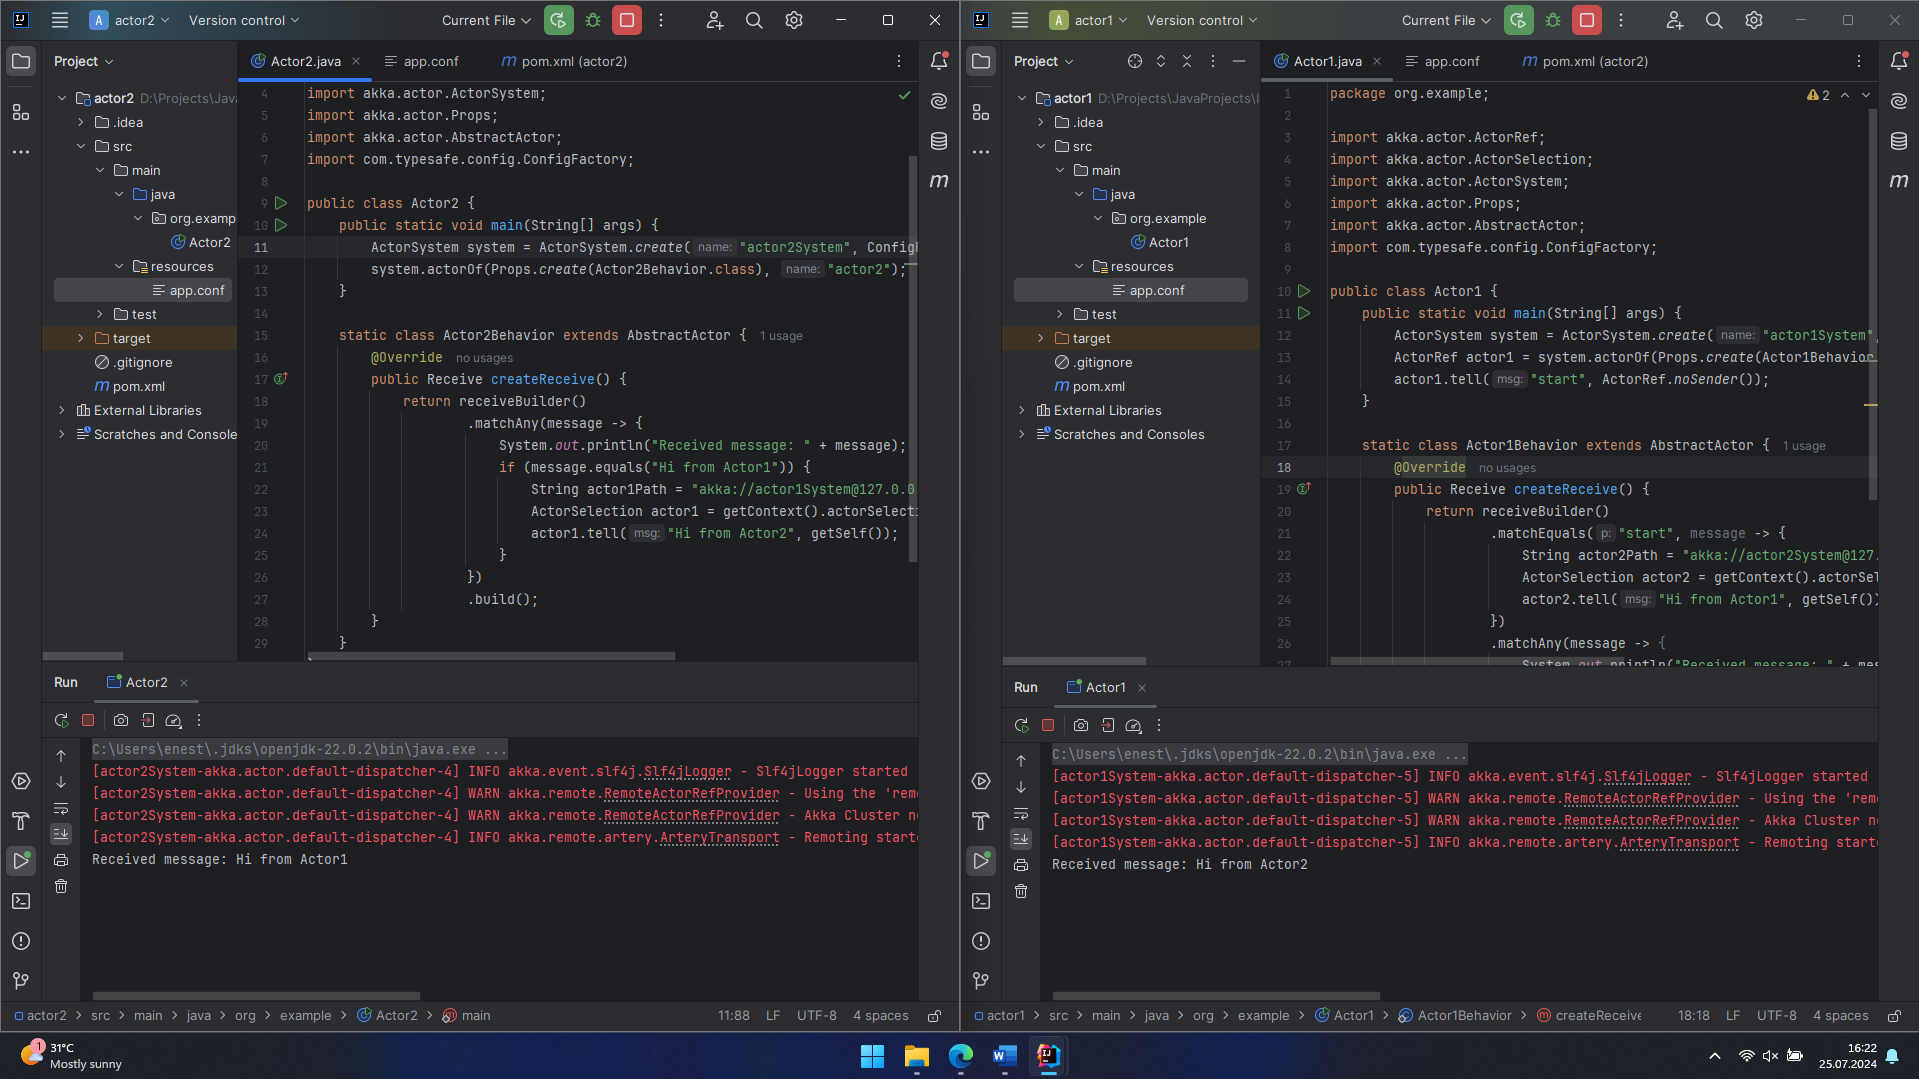 A actor2 Version control Current File
Project
Actor2.java app.conf m pom.xml (actor2)
actor2 D:\Projects\Java
.idea
src
main
java
org.examp
Actor2
resources
app.conf
test
target
.gitignore
m pom.xml
External Libraries
Scratches and Console
4 import akka.actor.ActorSystem;
5 import akka.actor.Props;
6 import akka.actor.AbstractActor;
7 import com.typesafe.config.ConfigFactory;
8
9 public class Actor2 {
10 public static void main(String[] args) {
11 ActorSystem system = ActorSystem.create( name: "actor2System", Config
12 system.actorOf(Props.create(Actor2Behavior.class), name: "actor2");
13 }
14
15 static class Actor2Behavior extends AbstractActor { 1 usage
16 @Override no usages
17 public Receive createReceive() {
18 return receiveBuilder()
19 .matchAny(message -> {
20 System.out.println("Received message: " + message);
21 if (message.equals("Hi from Actor1")) {
22 String actor1Path = "akka://actor1System@127.0.0
23 ActorSelection actor1 = getContext().actorSelecti
24 actor1.tell( msg: "Hi from Actor2", getSelf());
25 }
26 })
27 .build();
28 }
29 }
Run Actor2
C:\Users\enest\.jdks\openjdk-22.0.2\bin\java.exe ...
[actor2System-akka.actor.default-dispatcher-4] INFO akka.event.slf4j.Slf4jLogger - Slf4jLogger started
[actor2System-akka.actor.default-dispatcher-4] WARN akka.remote.RemoteActorRefProvider - Using the 'rem
[actor2System-akka.actor.default-dispatcher-4] WARN akka.remote.RemoteActorRefProvider - Akka Cluster n
[actor2System-akka.actor.default-dispatcher-4] INFO akka.remote.artery.ArteryTransport - Remoting start
Received message: Hi from Actor1
actor2 > src > main > java > org > example > Actor2 > main 11:88 LF UTF-8 4 spaces
A actor1 Version control Current File
Project
Actor1.java app.conf m pom.xml (actor2)
actor1 D:\Projects\JavaProjects\
.idea
src
main
java
org.example
Actor1
resources
app.conf
test
target
.gitignore
m pom.xml
External Libraries
Scratches and Consoles
1 package org.example; 2
2
3 import akka.actor.ActorRef;
4 import akka.actor.ActorSelection;
5 import akka.actor.ActorSystem;
6 import akka.actor.Props;
7 import akka.actor.AbstractActor;
8 import com.typesafe.config.ConfigFactory;
9
10 public class Actor1 {
11 public static void main(String[] args) {
12 ActorSystem system = ActorSystem.create( name: "actor1System"
13 ActorRef actor1 = system.actorOf(Props.create(Actor1Behavior
14 actor1.tell( msg: "start", ActorRef.noSender());
15 }
16
17 static class Actor1Behavior extends AbstractActor { 1 usage
18 @Override no usages
19 public Receive createReceive() {
20 return receiveBuilder()
21 .matchEquals( p: "start", message -> {
22 String actor2Path = "akka://actor2System@127.
23 ActorSelection actor2 = getContext().actorSel
24 actor2.tell( msg: "Hi from Actor1", getSelf())
25 })
26 .matchAny(message -> {
27 System.out.println("Received message: " + mes
Run Actor1
C:\Users\enest\.jdks\openjdk-22.0.2\bin\java.exe ...
[actor1System-akka.actor.default-dispatcher-5] INFO akka.event.slf4j.Slf4jLogger - Slf4jLogger started
[actor1System-akka.actor.default-dispatcher-5] WARN akka.remote.RemoteActorRefProvider - Using the 'rem
[actor1System-akka.actor.default-dispatcher-5] WARN akka.remote.RemoteActorRefProvider - Akka Cluster n
[actor1System-akka.actor.default-dispatcher-5] INFO akka.remote.artery.ArteryTransport - Remoting start
Received message: Hi from Actor2
actor1 > src > main > java > org > example > Actor1 > Actor1Behavior > createReceive 18:18 LF UTF-8 4 spaces
1 31°C
Mostly sunny
16:22
25.07.2024